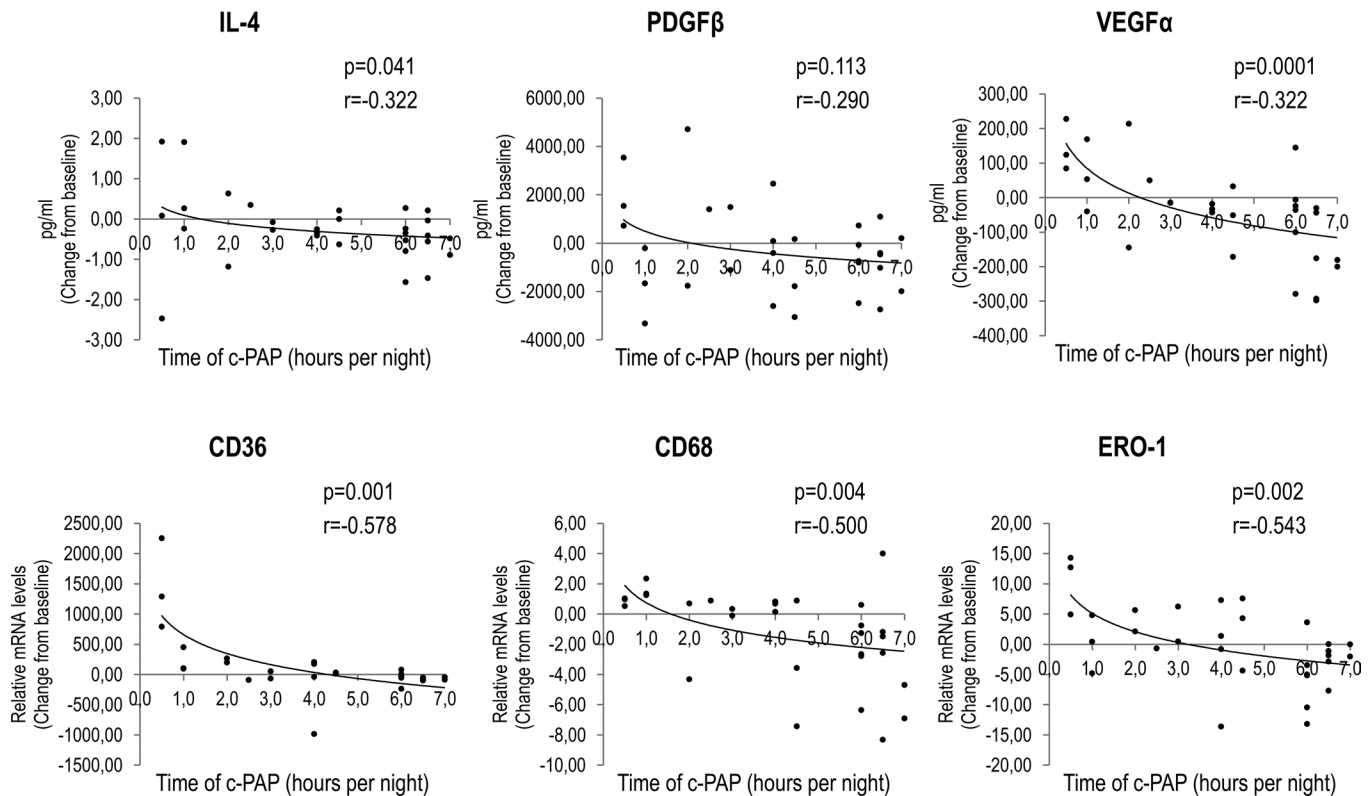 IL-4
p=0.041
r=-0.322
pg/ml
(Change from baseline)
3,00
2,00
1,00
0,00
-1,00
-2,00
-3,00
0,0 1,0 2,0 3,0 4,0 5,0 6,0 7,0
Time of c-PAP (hours per night)
PDGFβ
p=0.113
r=-0.290
pg/ml
(Change from baseline)
6000,00
4000,00
2000,00
0,00
-2000,00
-4000,00
0,0 1,0 2,0 3,0 4,0 5,0 6,0 7,0
Time of c-PAP (hours per night)
VEGFα
p=0.0001
r=-0.322
pg/ml
(Change from baseline)
300,00
200,00
100,00
0,00
-100,00
-200,00
-300,00
-400,00
0,0 1,0 2,0 3,0 4,0 5,0 6,0 7,0
Time of c-PAP (hours per night)
CD36
p=0.001
r=-0.578
Relative mRNA levels
(Change from baseline)
2500,00
2000,00
1500,00
1000,00
500,00
0,00
-500,00
-1000,00
-1500,00
0,0 1,0 2,0 3,0 4,0 5,0 6,0 7,0
Time of c-PAP (hours per night)
CD68
p=0.004
r=-0.500
Relative mRNA levels
(Change from baseline)
6,00
4,00
2,00
0,00
-2,00
-4,00
-6,00
-8,00
-10,00
0,0 1,0 2,0 3,0 4,0 5,0 6,0 7,0
Time of c-PAP (hours per night)
ERO-1
p=0.002
r=-0.543
Relative mRNA levels
(Change from baseline)
20,00
15,00
10,00
5,00
0,00
-5,00
-10,00
-15,00
-20,00
0,0 1,0 2,0 3,0 4,0 5,0 6,0 7,0
Time of c-PAP (hours per night)